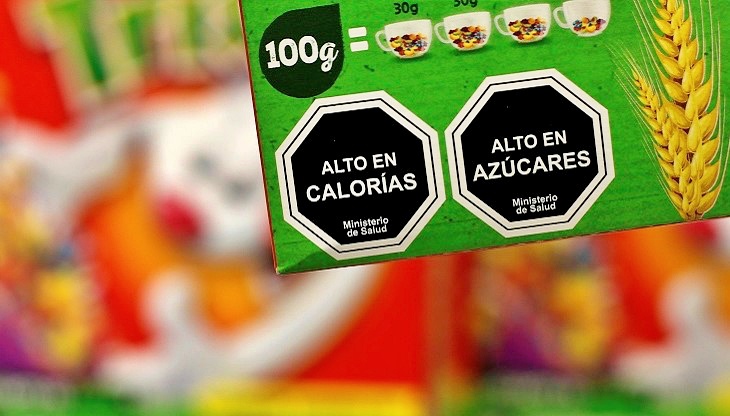 100g
=
30g
ALTO EN
CALORÍAS
Ministerio
de Salud
ALTO EN
AZÚCARES
Ministerio
de Salud